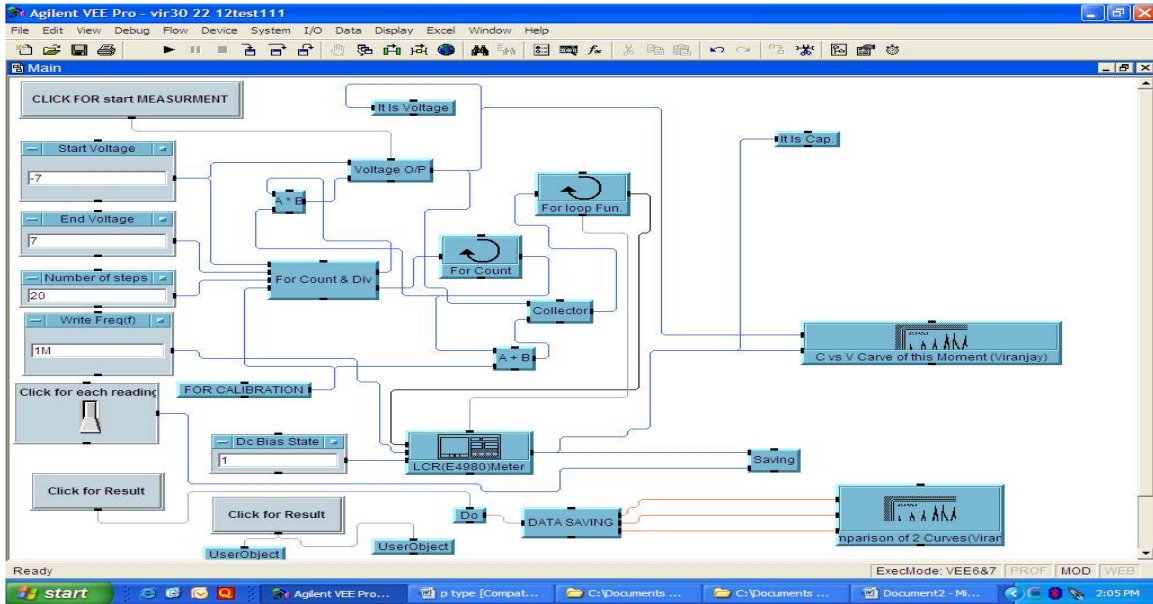 Agilent VEE Pro - vir30 22 12test111
File Edit View Debug Flow Device System I/O Data Display Excel Window Help
Main
CLICK FOR start MEASURMENT
It Is Voltage
It Is Cap.
Start Voltage
-7
Voltage O/P
A * B
For loop Fun.
End Voltage
7
For Count
For Count & Div
Number of steps
20
Collector
Write Freq(f)
1M
A + B
C vs V Carve of this Moment (Viranjay)
FOR CALIBRATION
Click for each reading
Dc Bias State
1
LCR(E4980)Meter
Saving
Click for Result
Click for Result
Do
DATA SAVING
mparison of 2 Curves(Viran
UserObject
UserObject
Ready
ExecMode: VEE6&7 PROF MOD WEB
start
Agilent VEE Pro...
p type [Compat...
C:\Documents ...
C:\Documents ...
Document2 - Mi...
2:05 PM